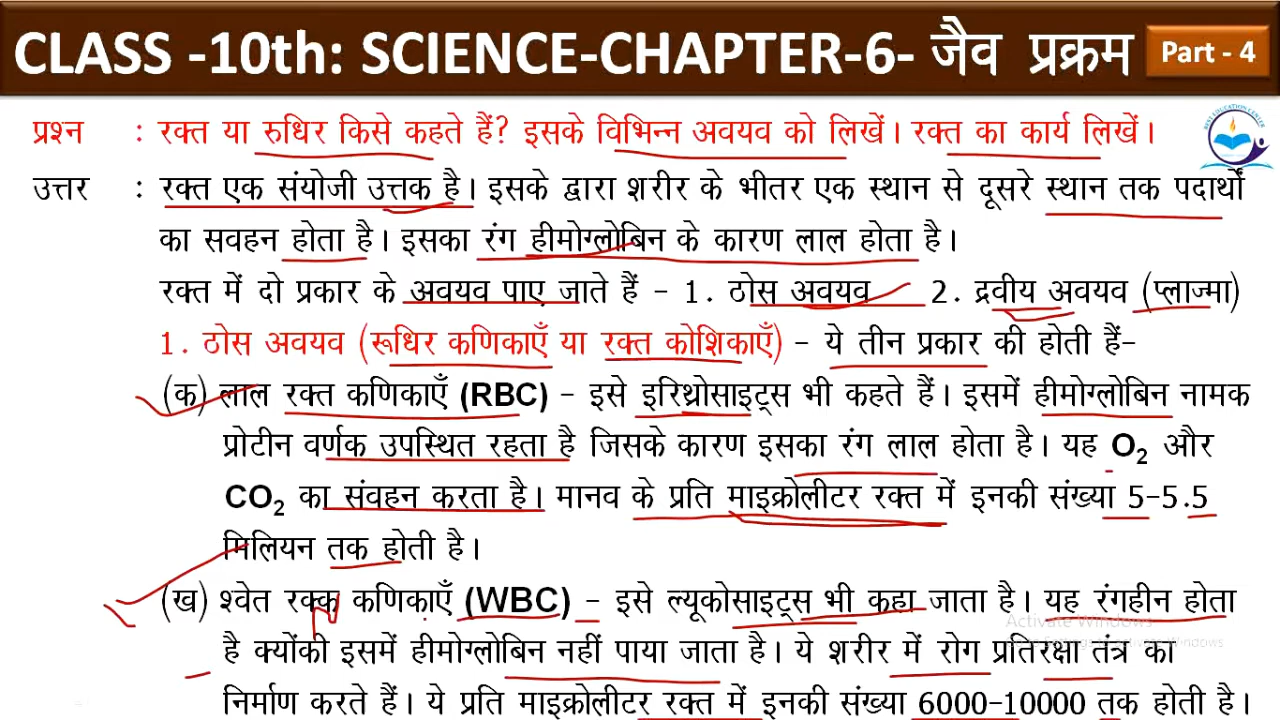 CLASS -10th: SCIENCE-CHAPTER-6- जैव प्रक्रम
Part - 4
प्रश्न : रक्त या रुधिर किसे कहते हैं? इसके विभिन्न अवयव को लिखें। रक्त का कार्य लिखें।
उत्तर : रक्त एक संयोजी उत्तक है। इसके द्वारा शरीर के भीतर एक स्थान से दूसरे स्थान तक पदार्थों
का सवहन होता है। इसका रंग हीमोग्लोबिन के कारण लाल होता है।
रक्त में दो प्रकार के अवयव पाए जाते हैं - 1. ठोस अवयव 2. द्रवीय अवयव (प्लाज्मा)
1. ठोस अवयव (रूधिर कणिकाएँ या रक्त कोशिकाएँ) - ये तीन प्रकार की होती हैं-
(क) लाल रक्त कणिकाएँ (RBC) - इसे इरिथ्रोसाइट्स भी कहते हैं। इसमें हीमोग्लोबिन नामक
प्रोटीन वर्णक उपस्थित रहता है जिसके कारण इसका रंग लाल होता है। यह O₂ और
CO₂ का संवहन करता है। मानव के प्रति माइक्रोलीटर रक्त में इनकी संख्या 5-5.5
मिलियन तक होती है।
(ख) श्वेत रक्क कणिकाएँ (WBC) - इसे ल्यूकोसाइट्स भी कहा जाता है। यह रंगहीन होता
है क्योंकी इसमें हीमोग्लोबिन नहीं पाया जाता है। ये शरीर में रोग प्रतिरक्षा तंत्र का
निर्माण करते हैं। ये प्रति माइक्रोलीटर रक्त में इनकी संख्या 6000-10000 तक होती है।
Activate Windows